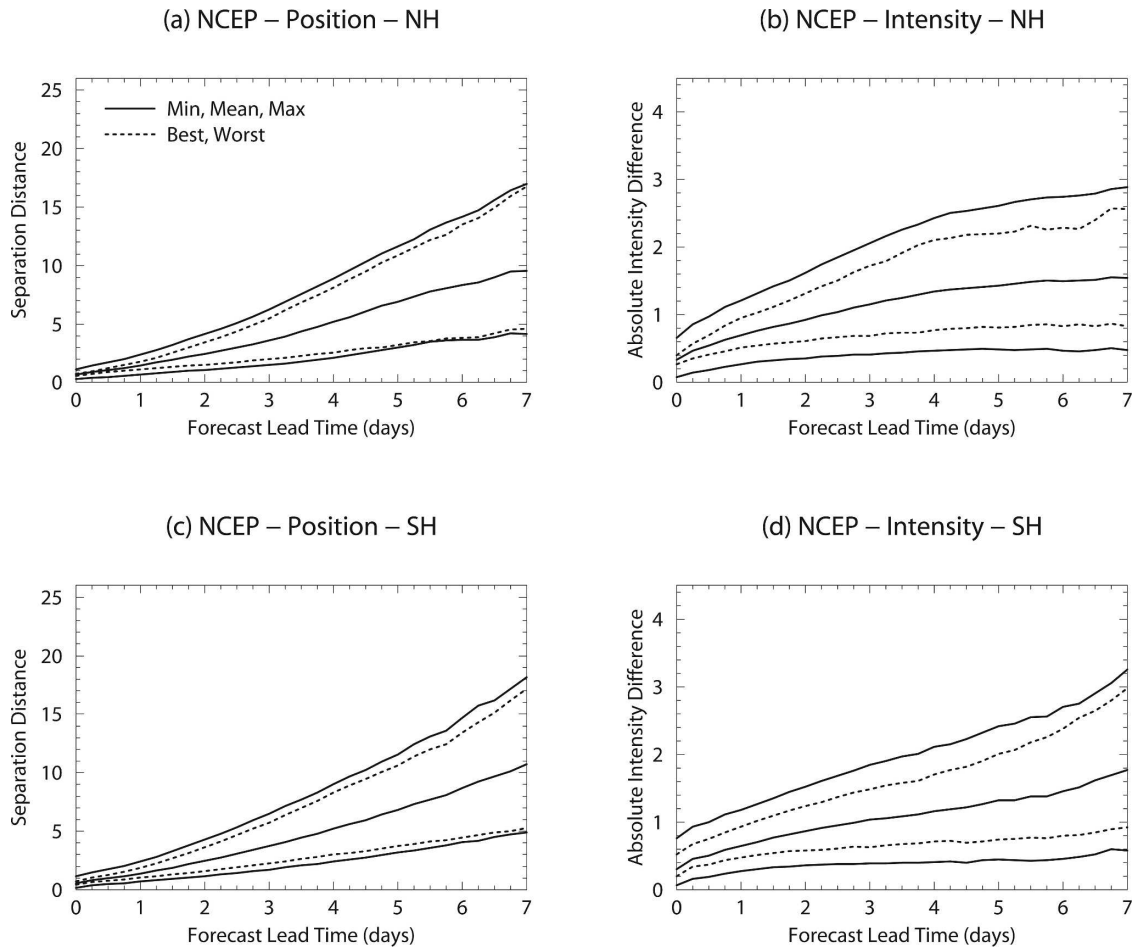 (a) NCEP – Position – NH
(b) NCEP – Intensity – NH
Separation Distance
25
20
15
10
5
0
Min, Mean, Max
Best, Worst
0 1 2 3 4 5 6 7
Forecast Lead Time (days)
Absolute Intensity Difference
4
3
2
1
0
0 1 2 3 4 5 6 7
Forecast Lead Time (days)
(c) NCEP – Position – SH
(d) NCEP – Intensity – SH
Separation Distance
25
20
15
10
5
0
0 1 2 3 4 5 6 7
Forecast Lead Time (days)
Absolute Intensity Difference
4
3
2
1
0
0 1 2 3 4 5 6 7
Forecast Lead Time (days)